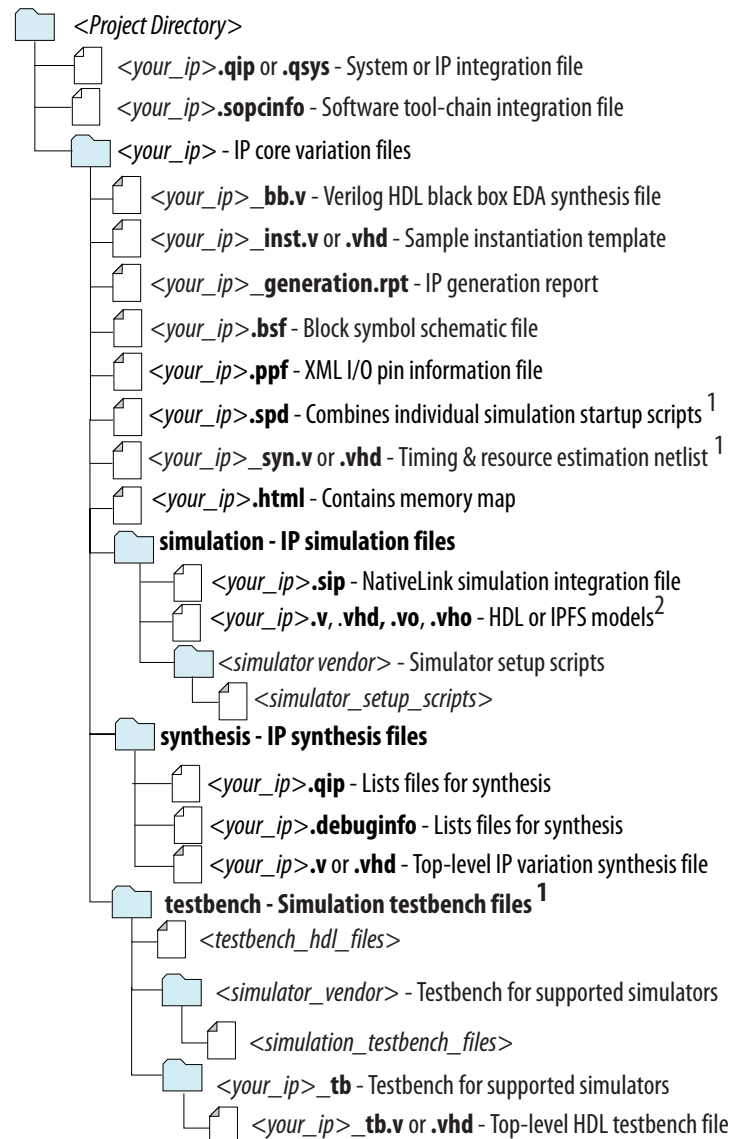 <Project Directory>
<your_ip>.qip or .qsys - System or IP integration file
<your_ip>.sopcinfo - Software tool-chain integration file
<your_ip> - IP core variation files
<your_ip>_bb.v - Verilog HDL black box EDA synthesis file
<your_ip>_inst.v or .vhd - Sample instantiation template
<your_ip>_generation.rpt - IP generation report
<your_ip>.bsf - Block symbol schematic file
<your_ip>.ppf - XML I/O pin information file
<your_ip>.spd - Combines individual simulation startup scripts 1
<your_ip>_syn.v or .vhd - Timing & resource estimation netlist 1
<your_ip>.html - Contains memory map
simulation - IP simulation files
<your_ip>.sip - NativeLink simulation integration file
<your_ip>.v, .vhd, .vo, .vho - HDL or IPFS models2
<simulator vendor> - Simulator setup scripts
<simulator_setup_scripts>
synthesis - IP synthesis files
<your_ip>.qip - Lists files for synthesis
<your_ip>.debuginfo - Lists files for synthesis
<your_ip>.v or .vhd - Top-level IP variation synthesis file
testbench - Simulation testbench files 1
<testbench_hdl_files>
<simulator_vendor> - Testbench for supported simulators
<simulation_testbench_files>
<your_ip>_tb - Testbench for supported simulators
<your_ip>_tb.v or .vhd - Top-level HDL testbench file